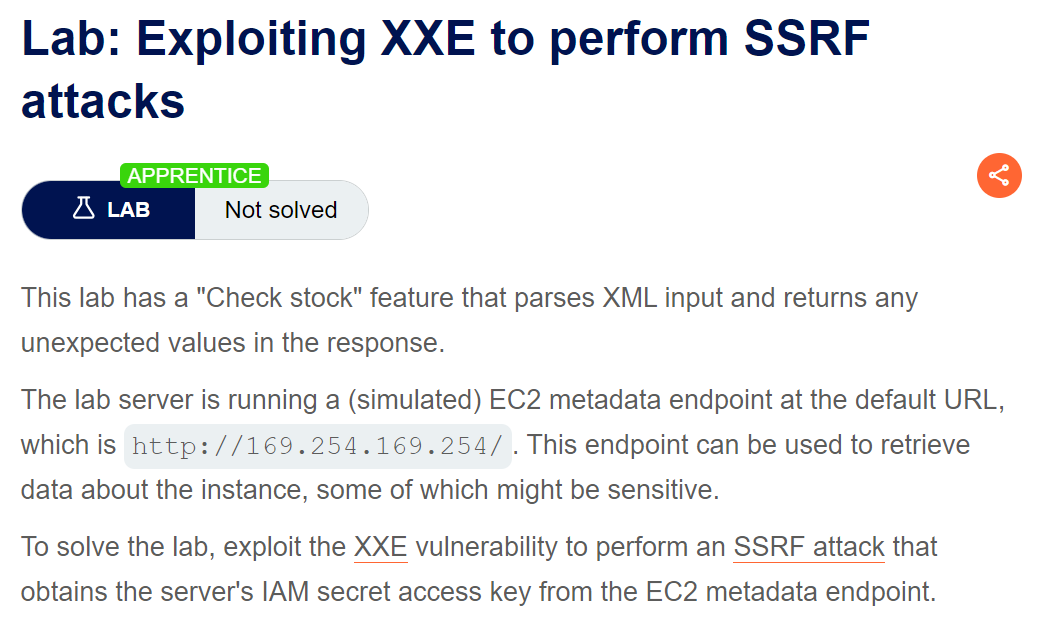 Lab: Exploiting XXE to perform SSRF
attacks
APPRENTICE
LAB
Not solved
This lab has a "Check stock" feature that parses XML input and returns any
unexpected values in the response.
The lab server is running a (simulated) EC2 metadata endpoint at the default URL,
which is http://169.254.169.254/. This endpoint can be used to retrieve
data about the instance, some of which might be sensitive.
To solve the lab, exploit the XXE vulnerability to perform an SSRF attack that
obtains the server's IAM secret access key from the EC2 metadata endpoint.